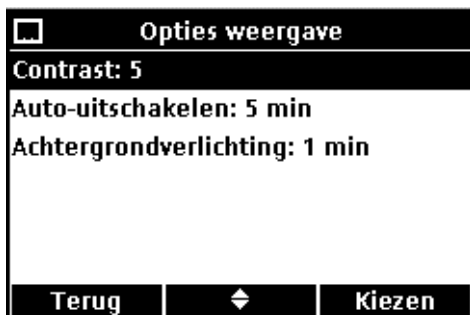 Opties weergave
Contrast: 5
Auto-uitschakelen: 5 min
Achtergrondverlichting: 1 min
Terug Kiezen